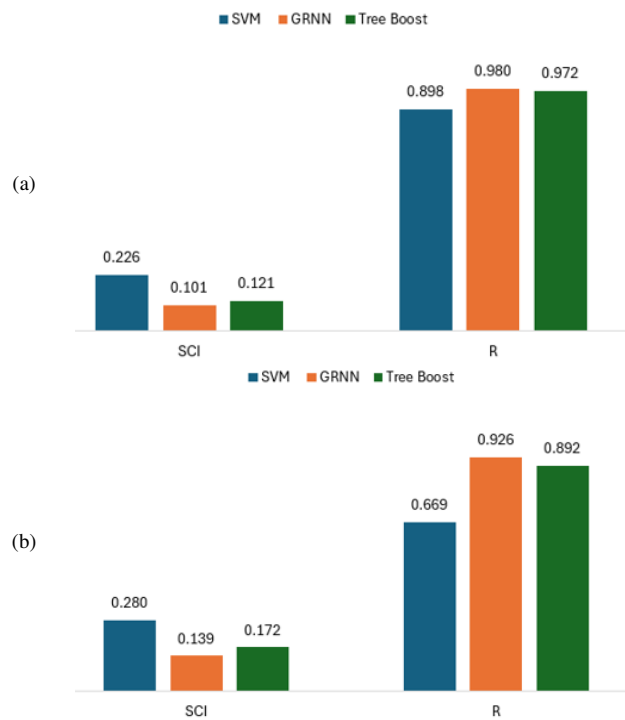 SVM GRNN Tree Boost
0.898 0.980 0.972
(a)
0.226 0.101 0.121
SCI R
SVM GRNN Tree Boost
0.669 0.926 0.892
(b)
0.280 0.139 0.172
SCI R